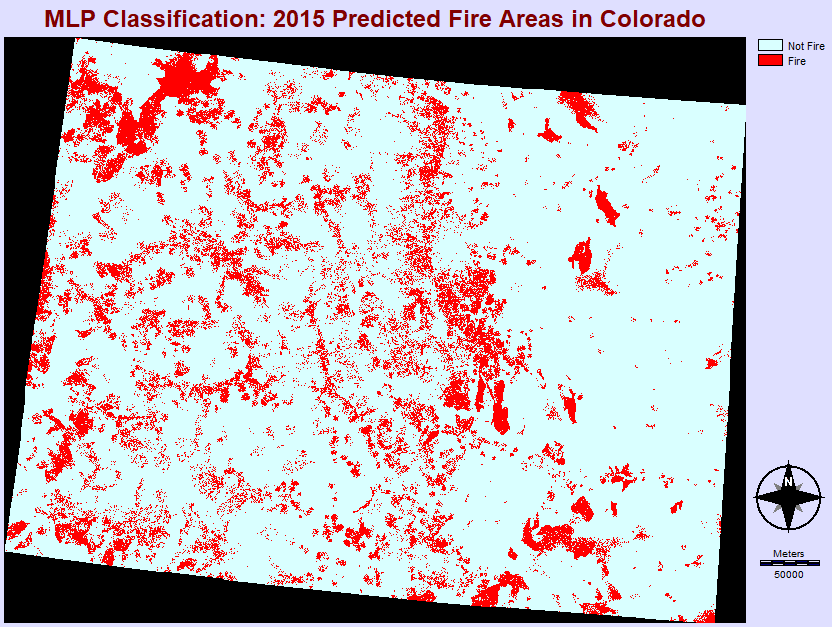 MLP Classification: 2015 Predicted Fire Areas in Colorado
Not Fire
Fire
N
Meters
50000